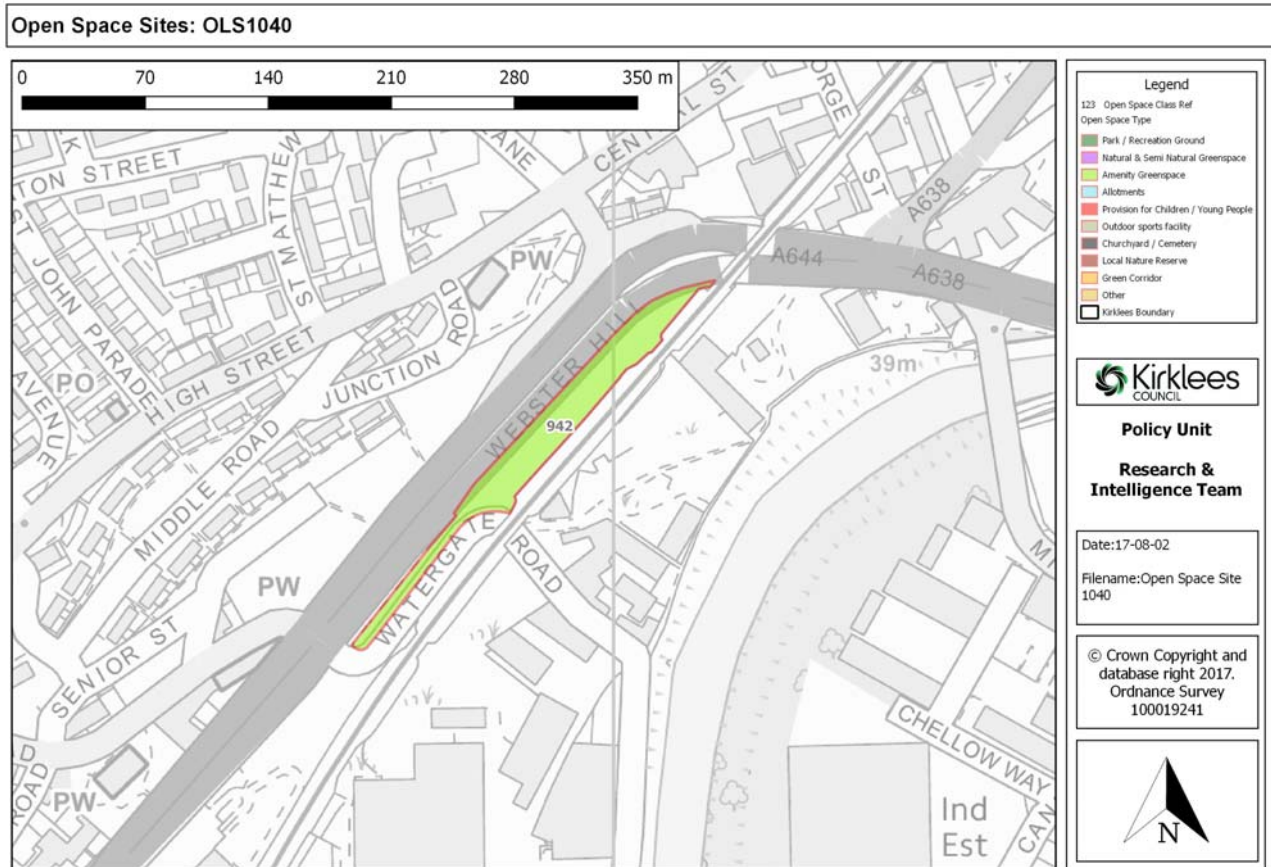 Open Space Sites: OLS1040
0 70 140 210 280 350 m
TON STREET
ST MATTHEW
LANE
CENTRAL ST
ORGE
ST
A638
ST JOHN PARADE
PW
A644
A638
JUNCTION ROAD
WEBSTER HILL
39m
AVENUE
PO
HIGH STREET
942
MIDDLE ROAD
WATERGATE
ROAD
PW
SENIOR ST
CHELLOW WAY
ROAD
PW
Ind
Est
CAN
Legend
123 Open Space Class Ref
Open Space Type
Park / Recreation Ground
Natural & Semi Natural Greenspace
Amenity Greenspace
Allotments
Provision for Children / Young People
Outdoor sports facility
Churchyard / Cemetery
Local Nature Reserve
Green Corridor
Other
Kirklees Boundary
Kirklees
COUNCIL
Policy Unit
Research &
Intelligence Team
Date:17-08-02
Filename:Open Space Site
1040
© Crown Copyright and
database right 2017.
Ordnance Survey
100019241
N